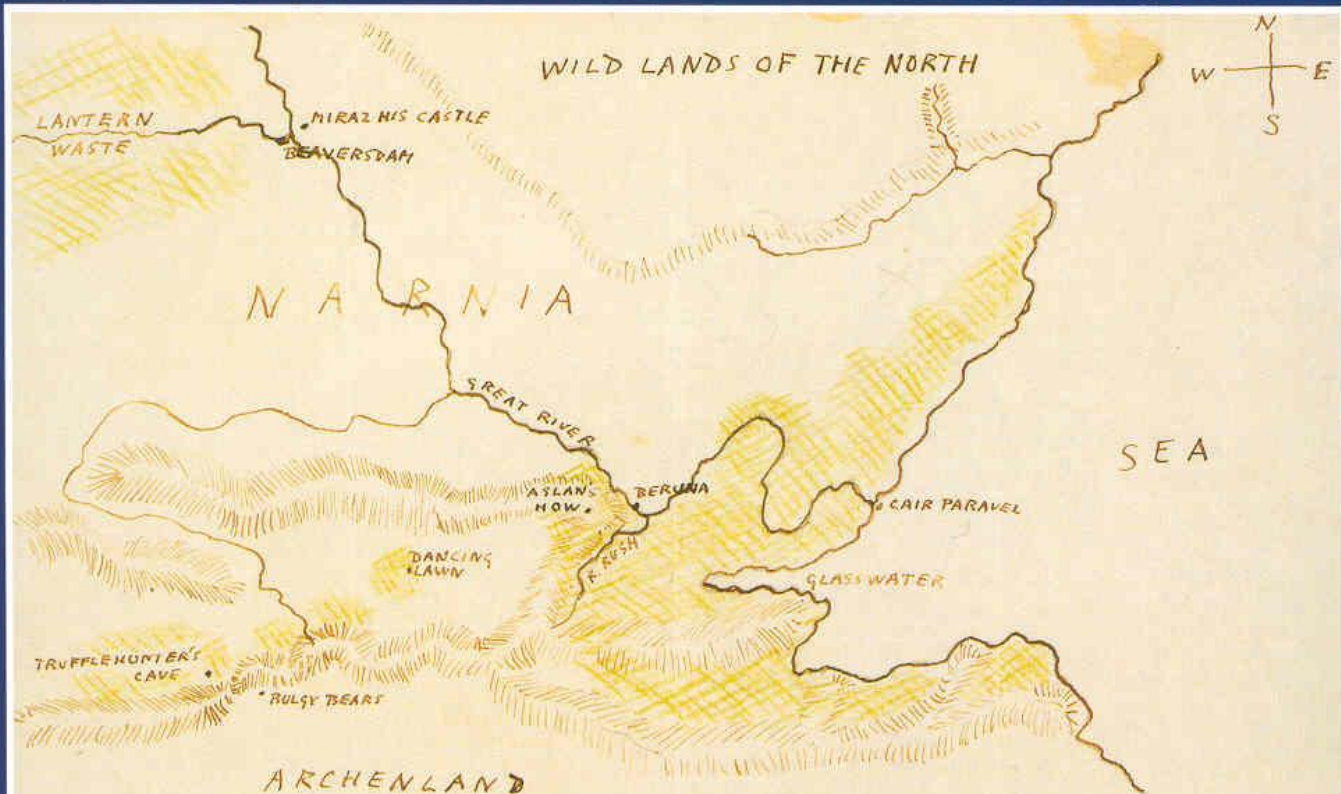 WILD LANDS OF THE NORTH
N
W E
S
LANTERN
WASTE
MIRAZ HIS CASTLE
BEAVERSDAM
NARNIA
GREAT RIVER
SEA
ASLAN'S
HOW
BERUNA
CAIR PARAVEL
R. RUSH
DANCING
LAWN
GLASSWATER
TRUFFLEHUNTER'S
CAVE
BULGY BEARS
ARCHENLAND